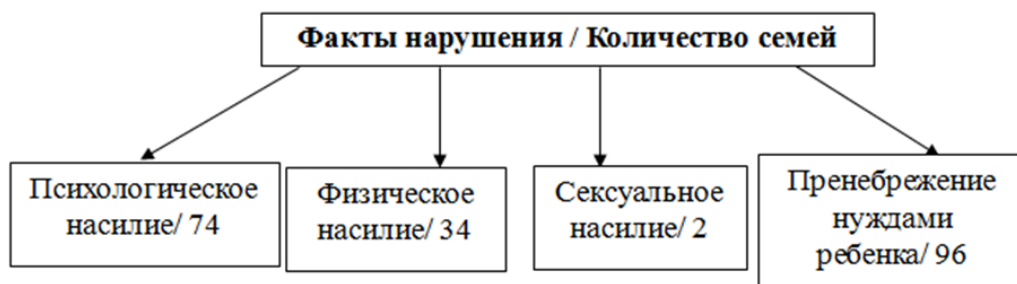 Факты нарушения / Количество семей
Психологическое
насилие/ 74
Физическое
насилие/ 34
Сексуальное
насилие/ 2
Пренебрежение
нуждами
ребенка/ 96